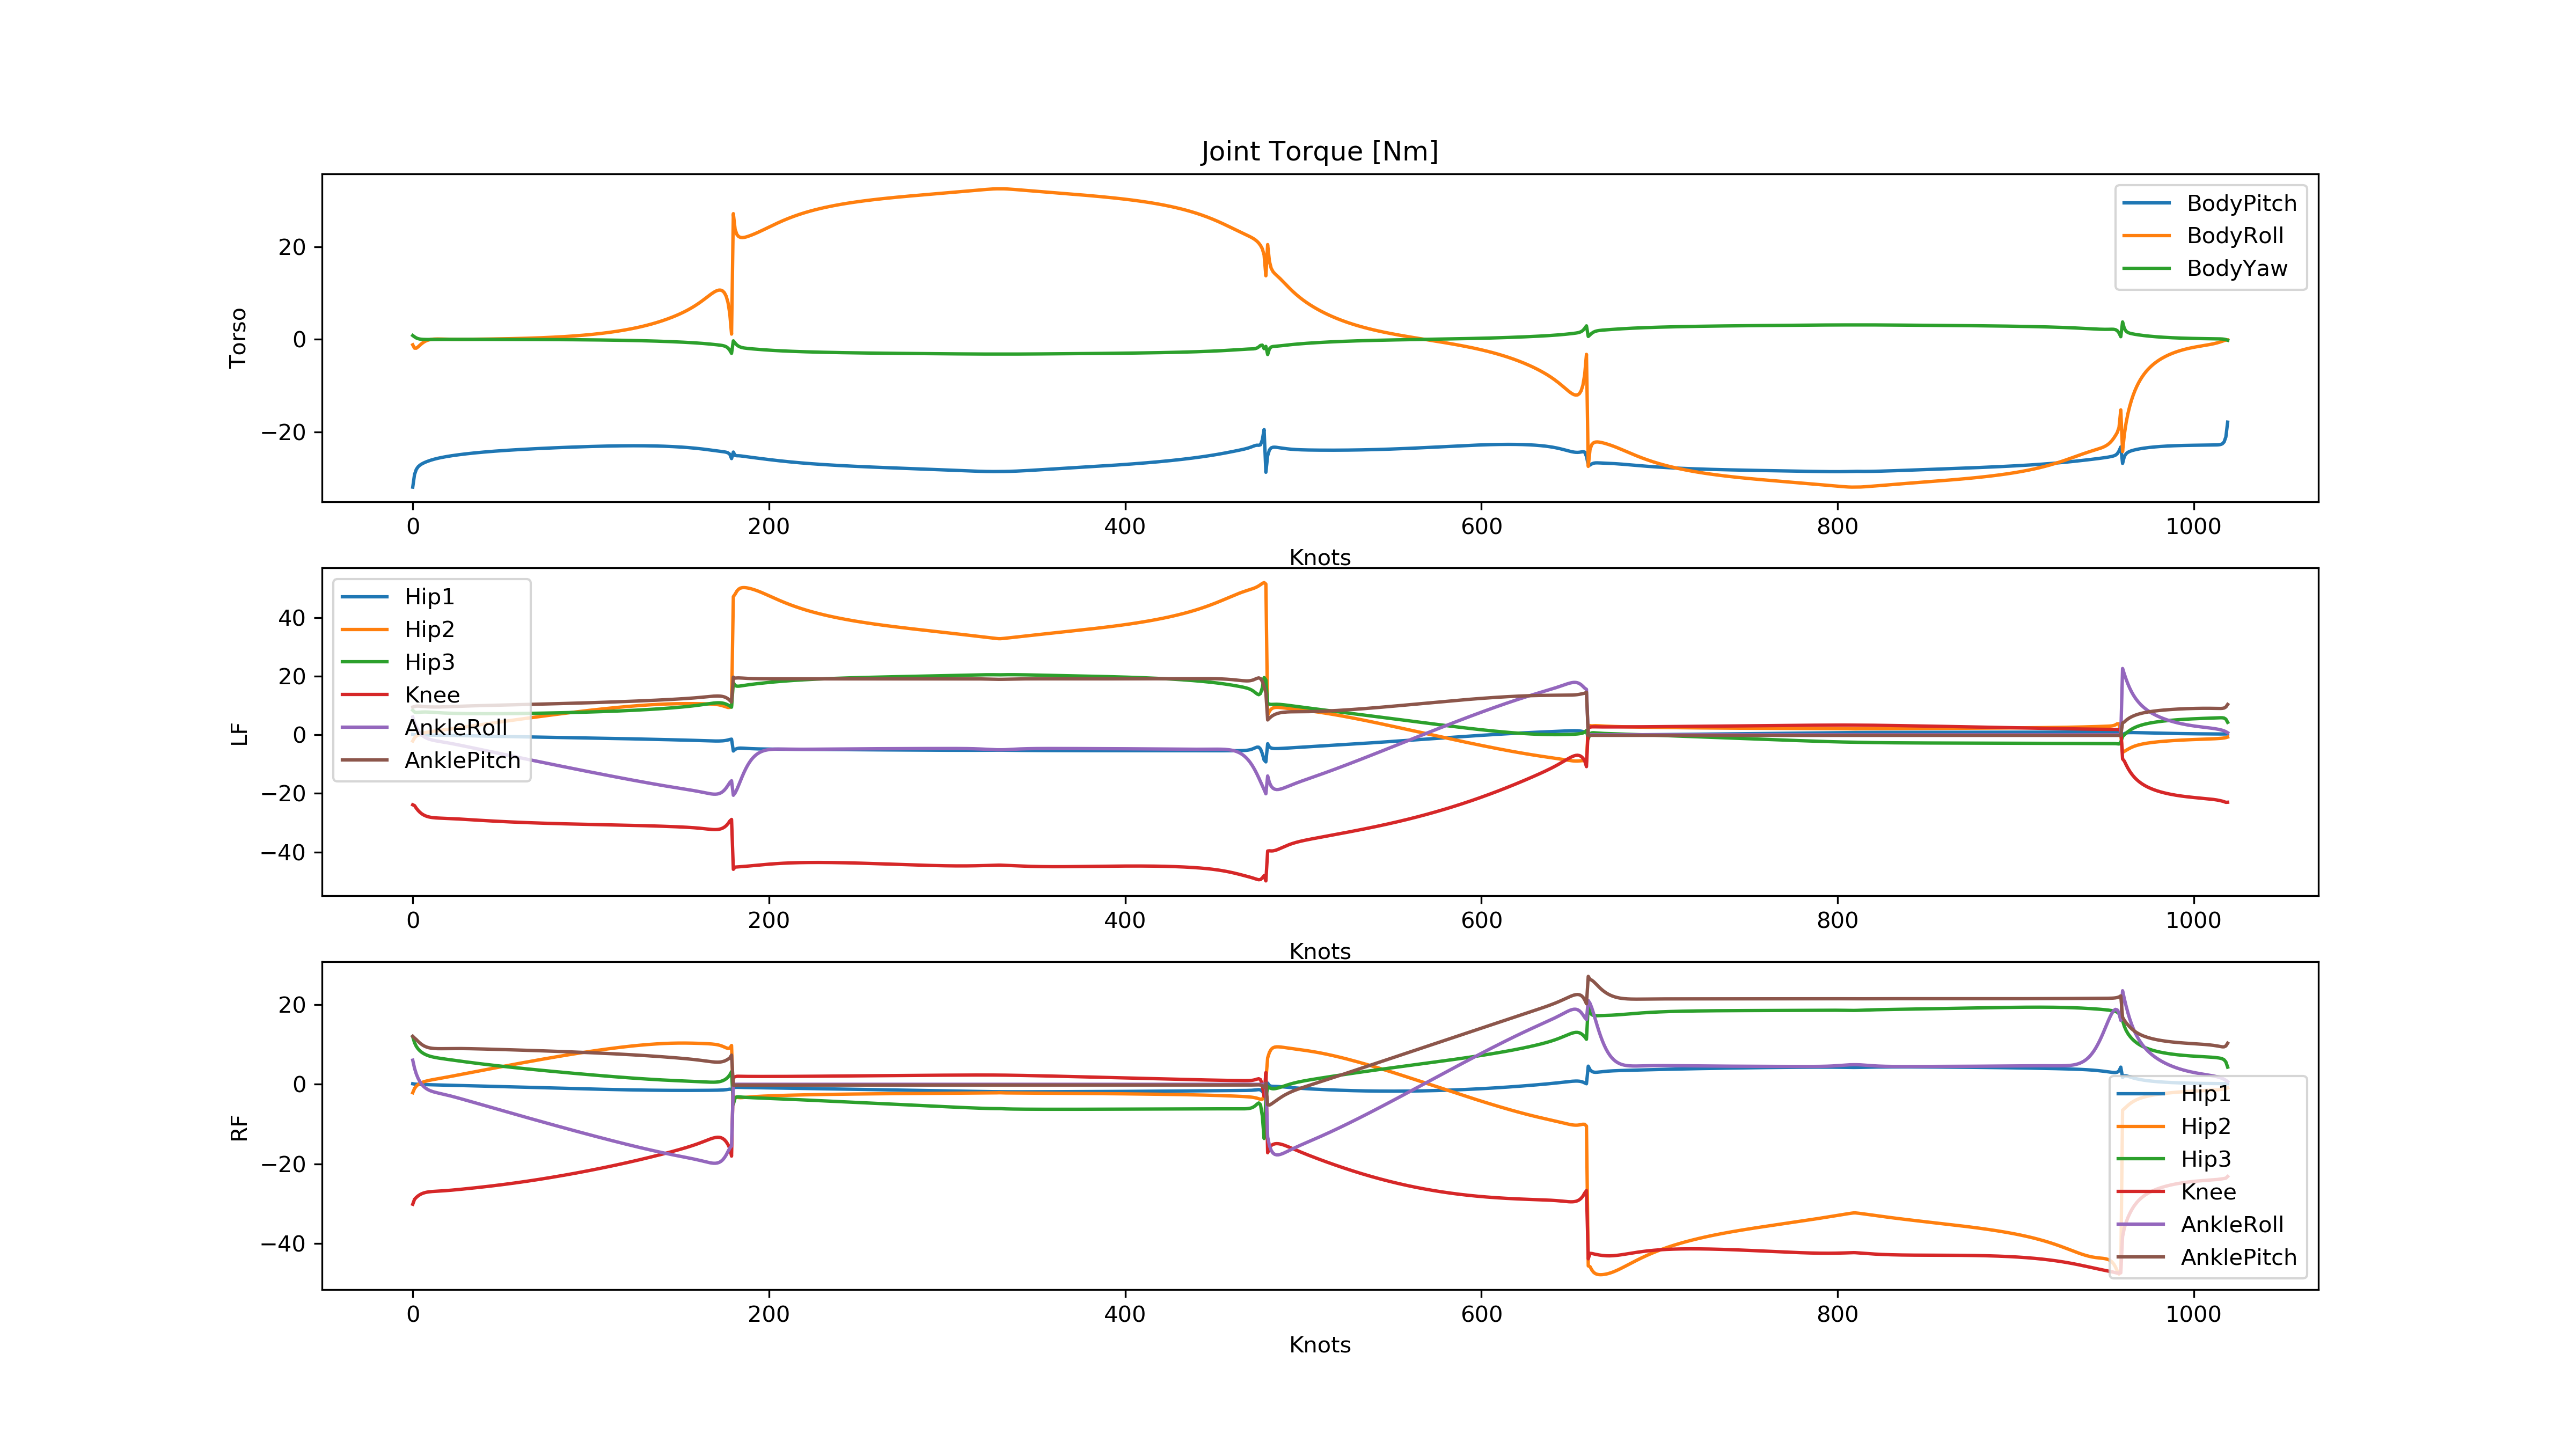 Joint Torque [Nm]
Torso
20
0
−20
BodyPitch
BodyRoll
BodyYaw
0 200 400 600 800 1000
Knots
LF
40
20
0
−20
−40
Hip1
Hip2
Hip3
Knee
AnkleRoll
AnklePitch
0 200 400 600 800 1000
Knots
RF
20
0
−20
−40
Hip1
Hip2
Hip3
Knee
AnkleRoll
AnklePitch
0 200 400 600 800 1000
Knots